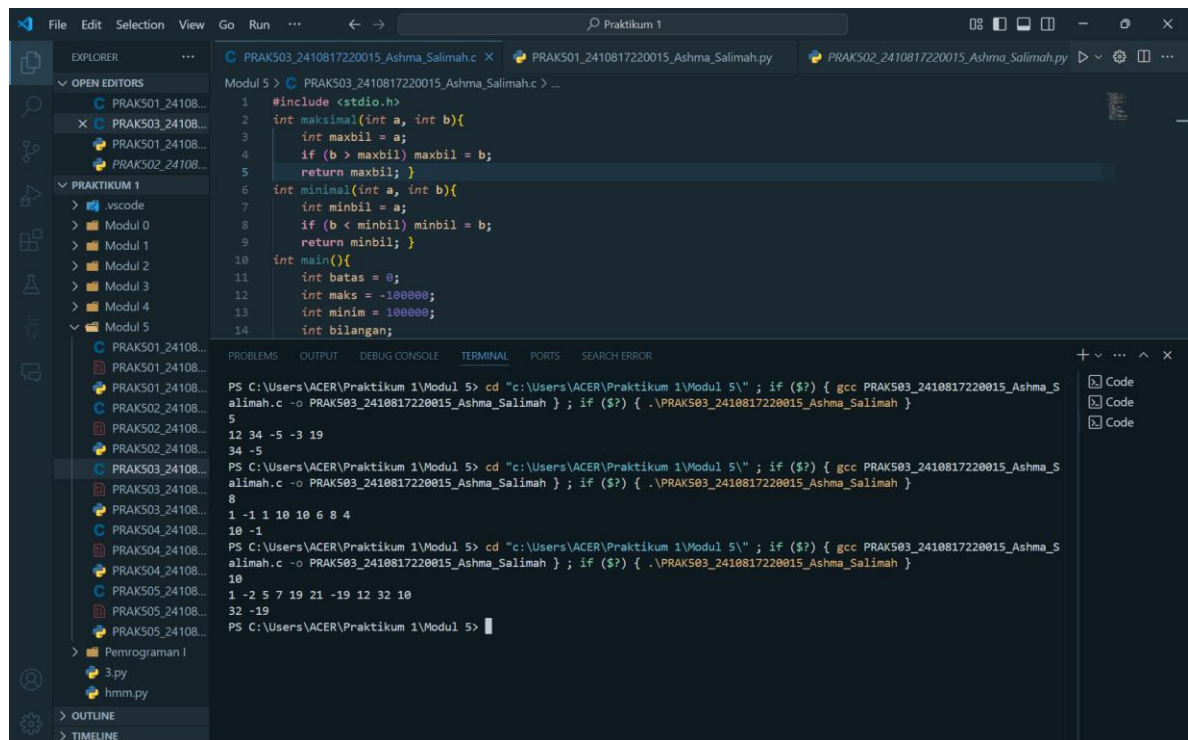 File Edit Selection View Go Run ... Praktikum 1
EXPLORER ...
OPEN EDITORS
PRAK501_24108...
PRAK503_24108...
PRAK501_24108...
PRAK502_24108...
PRAKTIKUM 1
.vscode
Modul 0
Modul 1
Modul 2
Modul 3
Modul 4
Modul 5
PRAK501_24108...
PRAK501_24108...
PRAK501_24108...
PRAK502_24108...
PRAK502_24108...
PRAK502_24108...
PRAK503_24108...
PRAK503_24108...
PRAK503_24108...
PRAK504_24108...
PRAK504_24108...
PRAK504_24108...
PRAK505_24108...
PRAK505_24108...
PRAK505_24108...
Pemrograman I
3.py
hmm.py
OUTLINE
TIMELINE
C PRAK503_2410817220015_Ashma_Salimah.c PRAK501_2410817220015_Ashma_Salimah.py PRAK502_2410817220015_Ashma_Salimah.py
Modul 5 > C PRAK503_2410817220015_Ashma_Salimah.c > ...
1 #include <stdio.h>
2 int maksimal(int a, int b){
3 int maxbil = a;
4 if (b > maxbil) maxbil = b;
5 return maxbil; }
6 int minimal(int a, int b){
7 int minbil = a;
8 if (b < minbil) minbil = b;
9 return minbil; }
10 int main(){
11 int batas = 0;
12 int maks = -100000;
13 int minim = 100000;
14 int bilangan;
PROBLEMS OUTPUT DEBUG CONSOLE TERMINAL PORTS SEARCH ERROR
PS C:\Users\ACER\Praktikum 1\Modul 5> cd "c:\Users\ACER\Praktikum 1\Modul 5\" ; if ($?) { gcc PRAK503_2410817220015_Ashma_S
alimah.c -o PRAK503_2410817220015_Ashma_Salimah } ; if ($?) { .\PRAK503_2410817220015_Ashma_Salimah }
5
12 34 -5 -3 19
34 -5
PS C:\Users\ACER\Praktikum 1\Modul 5> cd "c:\Users\ACER\Praktikum 1\Modul 5\" ; if ($?) { gcc PRAK503_2410817220015_Ashma_S
alimah.c -o PRAK503_2410817220015_Ashma_Salimah } ; if ($?) { .\PRAK503_2410817220015_Ashma_Salimah }
8
1 -1 1 10 10 6 8 4
10 -1
PS C:\Users\ACER\Praktikum 1\Modul 5> cd "c:\Users\ACER\Praktikum 1\Modul 5\" ; if ($?) { gcc PRAK503_2410817220015_Ashma_S
alimah.c -o PRAK503_2410817220015_Ashma_Salimah } ; if ($?) { .\PRAK503_2410817220015_Ashma_Salimah }
10
1 -2 5 7 19 21 -19 12 32 10
32 -19
PS C:\Users\ACER\Praktikum 1\Modul 5>
Code
Code
Code